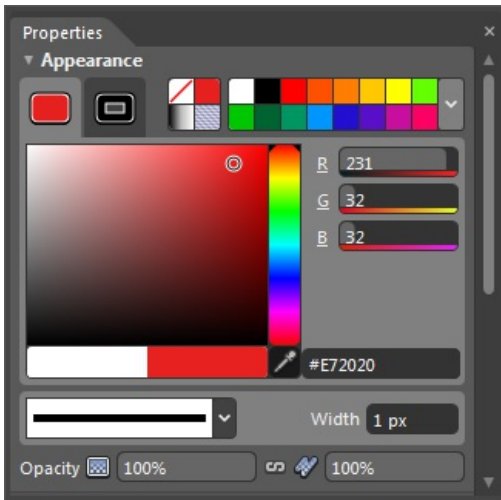 Properties
Appearance
R 231
G 32
B 32
#E72020
Width 1 px
Opacity 100% 100%